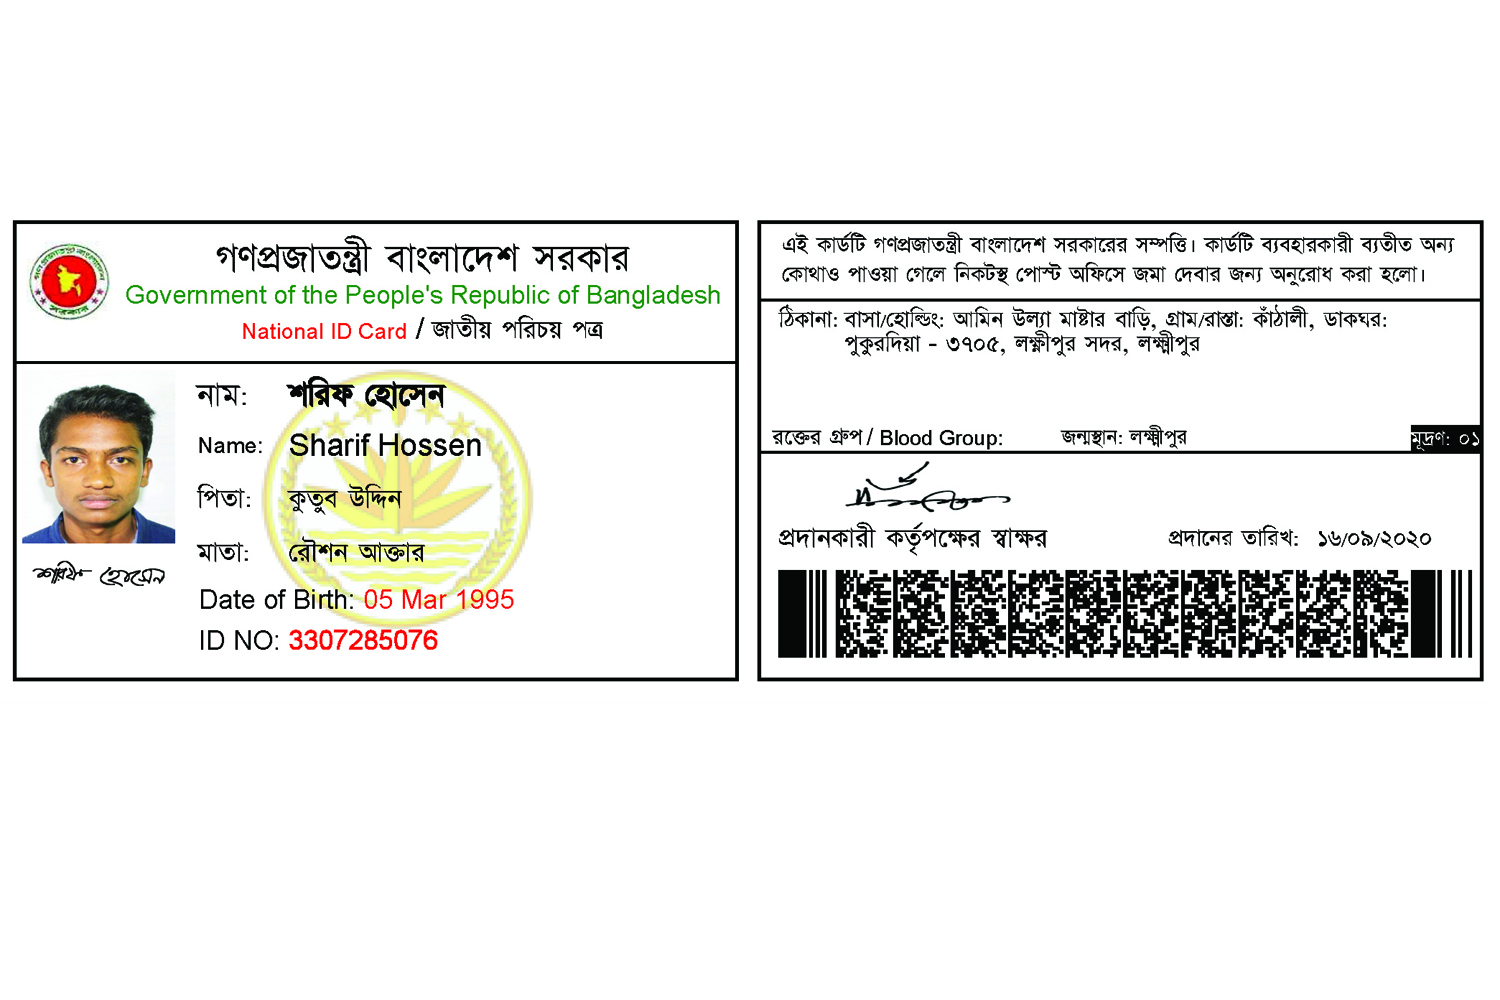 গণপ্রজাতন্ত্রী বাংলাদেশ সরকার
Government of the People's Republic of Bangladesh
National ID Card / জাতীয় পরিচয় পত্র
গণপ্রজাতন্ত্রী বাংলাদেশ
সরকার
নাম: শরিফ হোসেন
Name: Sharif Hossen
পিতা: কুতুব উদ্দিন
মাতা: রৌশন আক্তার
Date of Birth: 05 Mar 1995
ID NO: 3307285076
শরিফ হোসেন
এই কার্ডটি গণপ্রজাতন্ত্রী বাংলাদেশ সরকারের সম্পত্তি। কার্ডটি ব্যবহারকারী ব্যতীত অন্য
কোথাও পাওয়া গেলে নিকটস্থ পোস্ট অফিসে জমা দেবার জন্য অনুরোধ করা হলো।
ঠিকানা: বাসা/হোল্ডিং: আমিন উল্যা মাষ্টার বাড়ি, গ্রাম/রাস্তা: কাঁঠালী, ডাকঘর:
পুকুরদিয়া - ৩৭০৫, লক্ষ্মীপুর সদর, লক্ষ্মীপুর
রক্তের গ্রুপ / Blood Group: জন্মস্থান: লক্ষ্মীপুর মূদ্রণ: ০১
প্রদানকারী কর্তৃপক্ষের স্বাক্ষর প্রদানের তারিখ: ১৬/০৯/২০২০